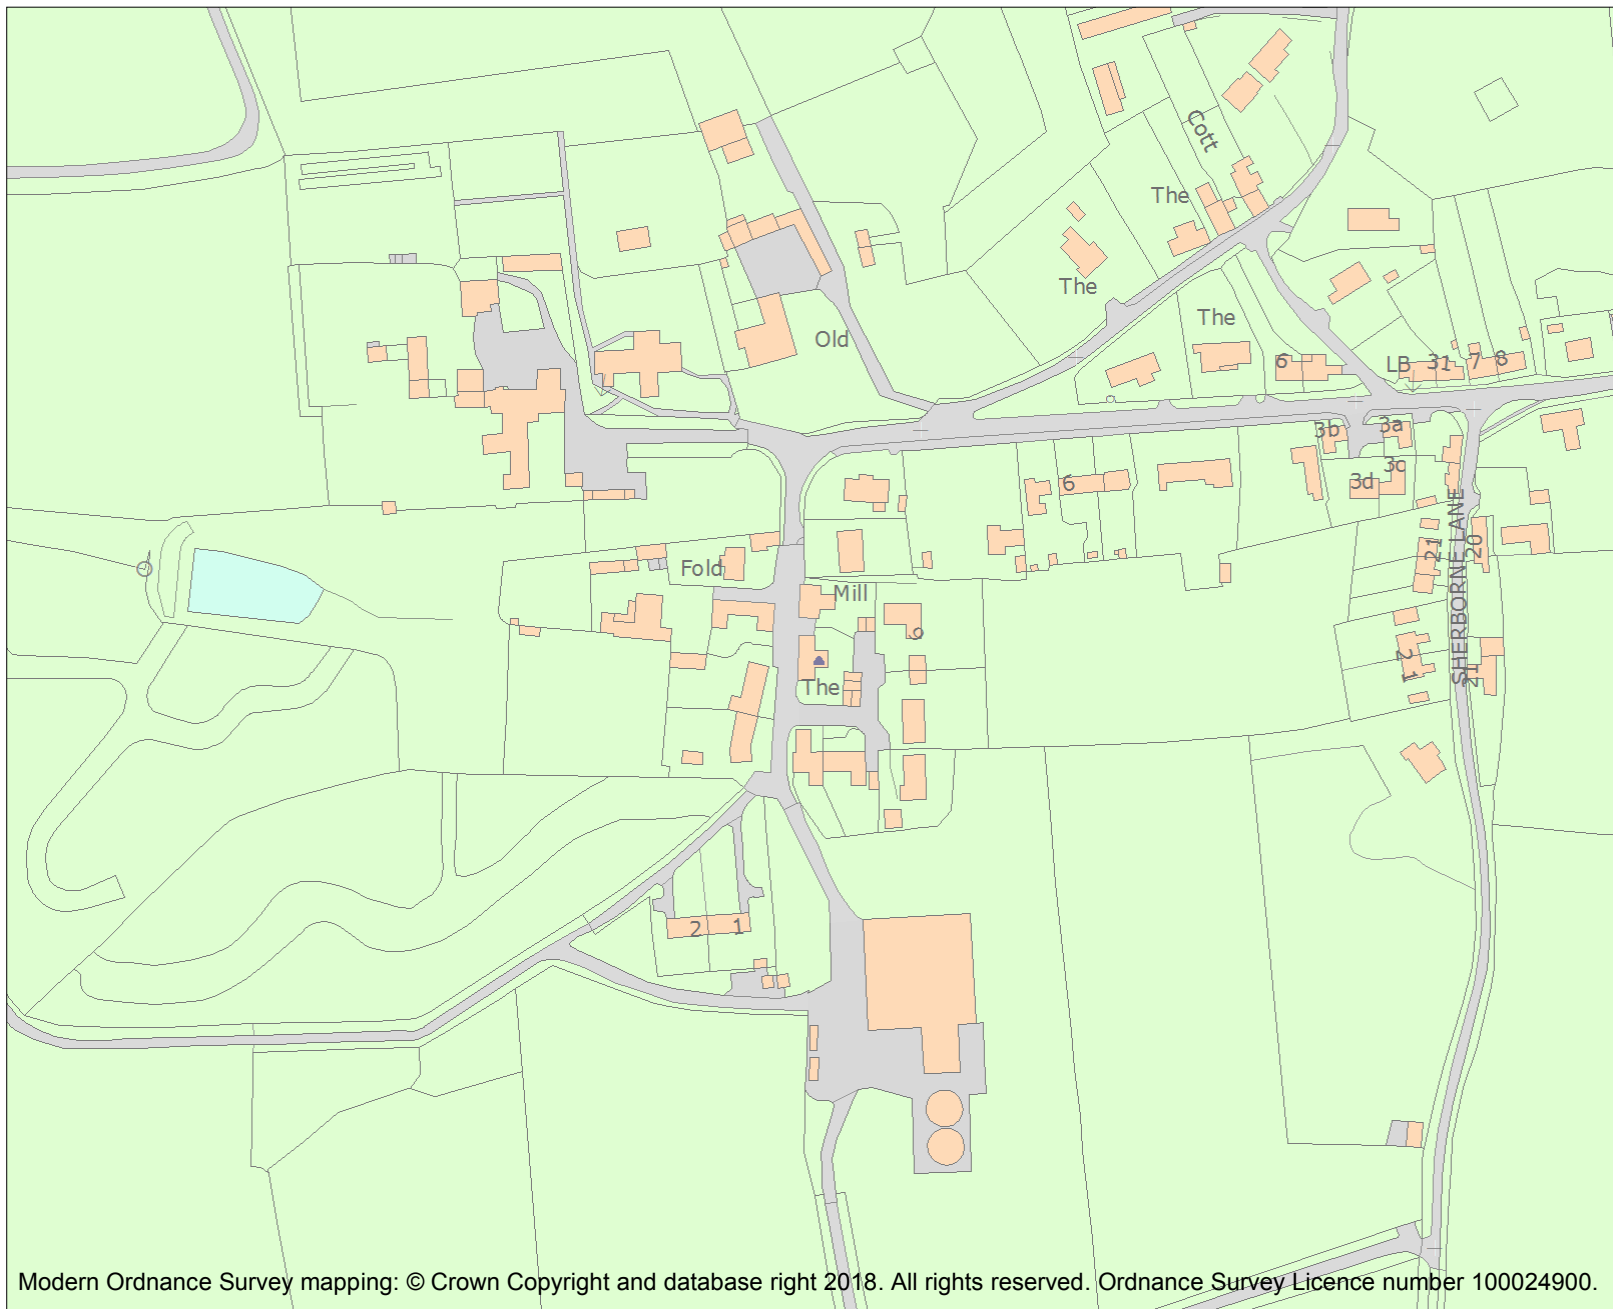 Cott
The
The
The
Old
6
LB
31
7
8
3b
3a
3c
3d
6
SHERBORNE LANE
21
20
Fold
Mill
9
2
1
21
The
2
1
Modern Ordnance Survey mapping: © Crown Copyright and database right 2018. All rights reserved. Ordnance Survey Licence number 100024900.